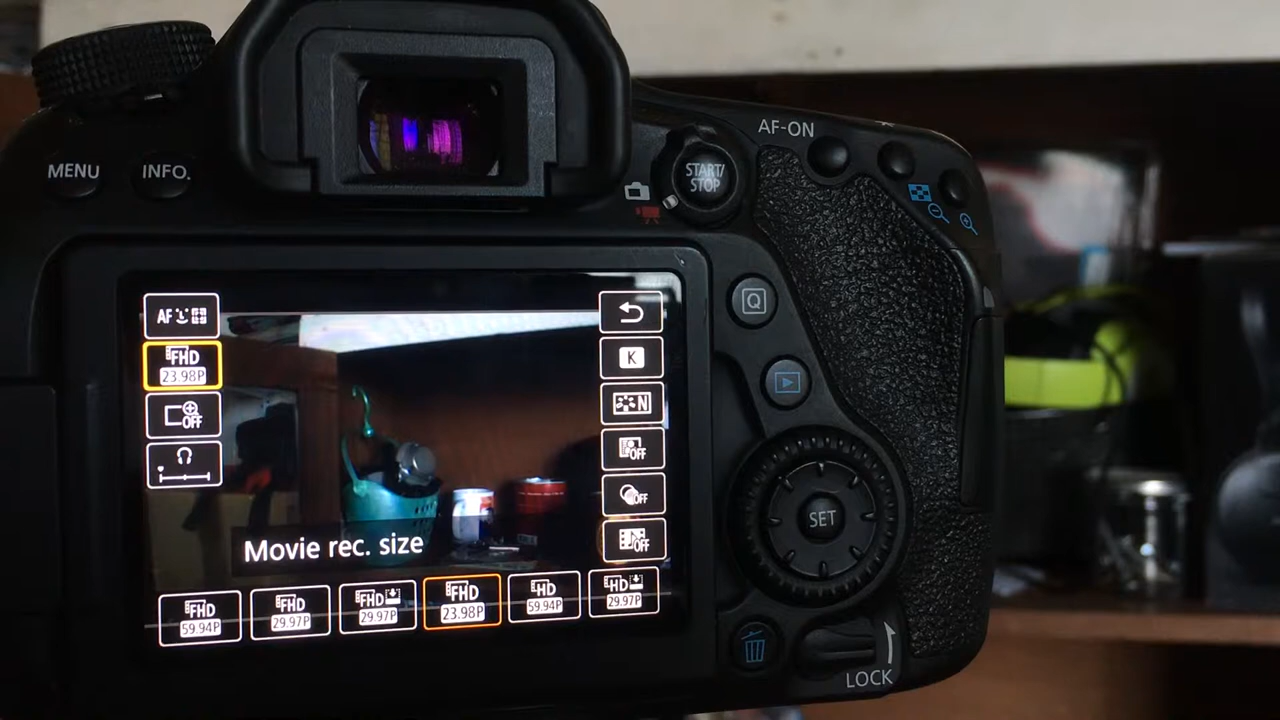 AF-ON
MENU
INFO.
START/
STOP
Q
AF
FHD
23.98P
OFF
K
N
OFF
OFF
OFF
Movie rec. size
FHD
59.94P
FHD
29.97P
FHD
29.97P
FHD
23.98P
HD
59.94P
HD
29.97P
SET
LOCK